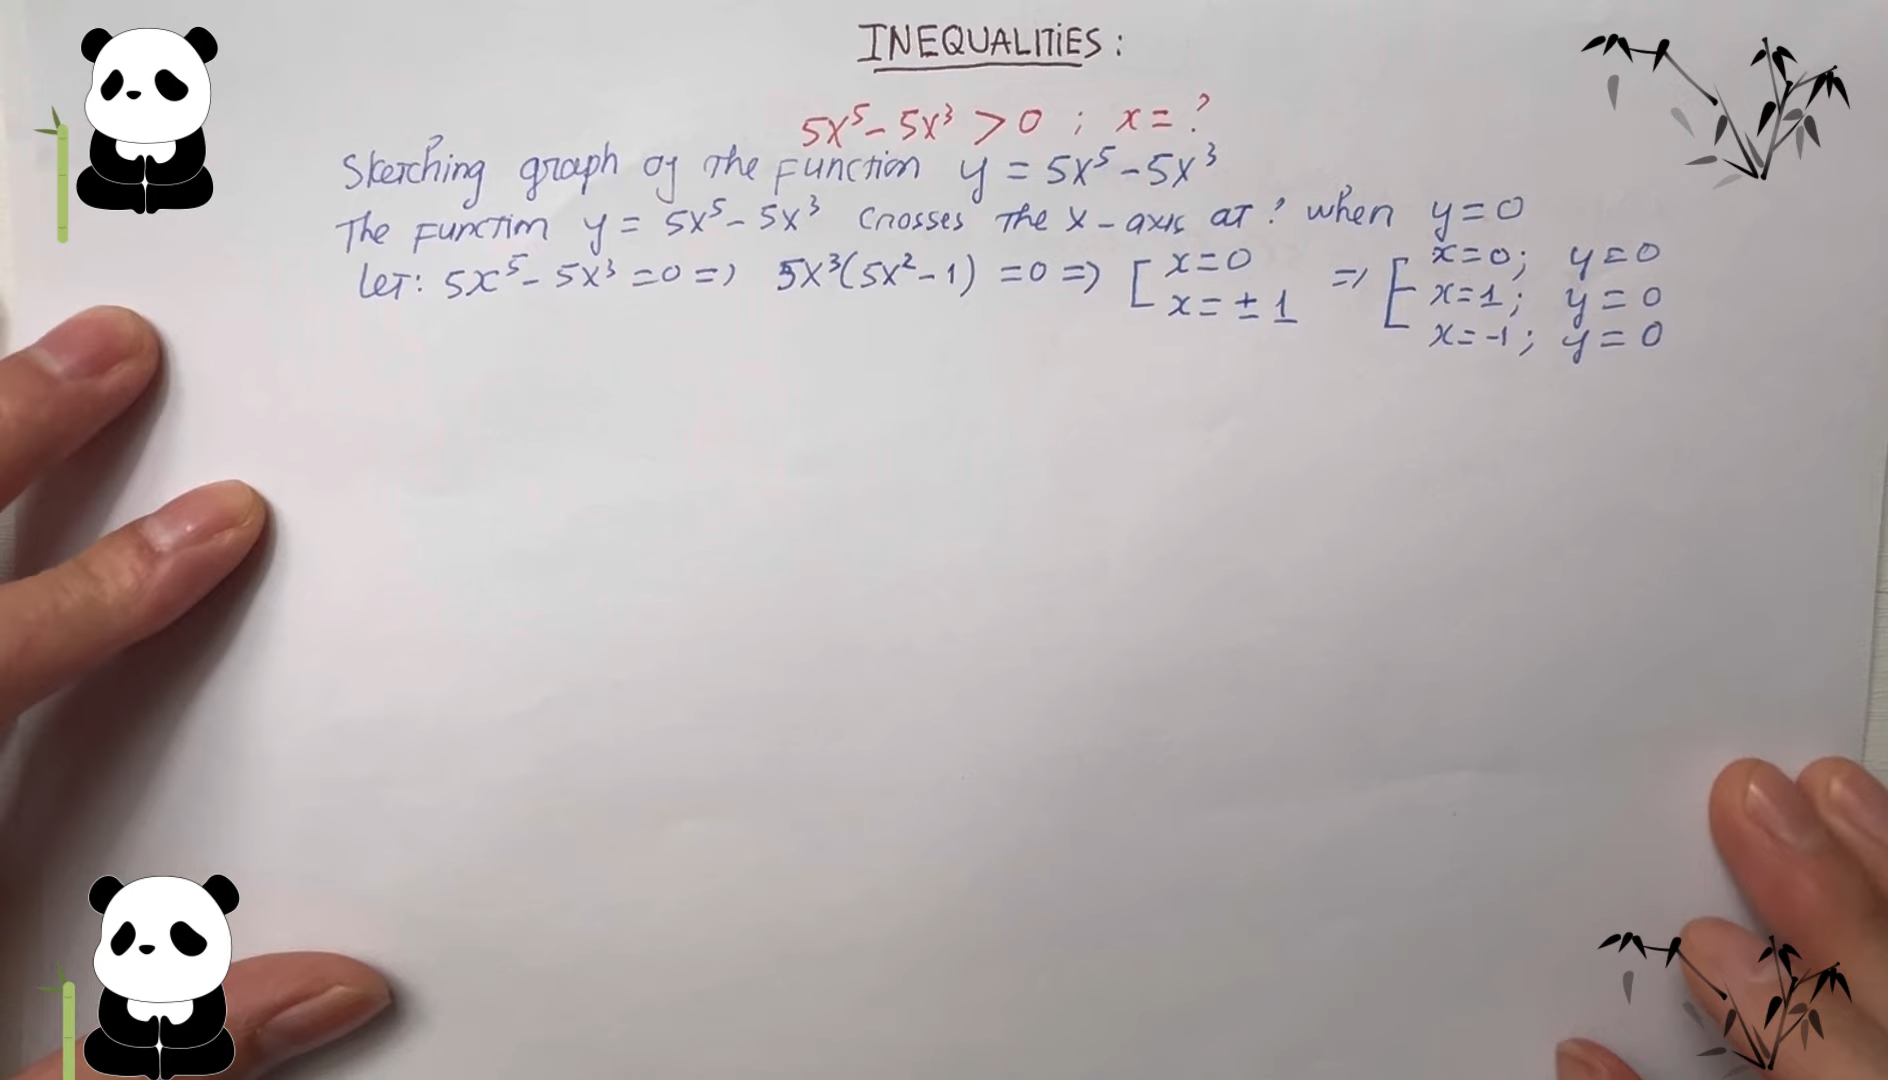 INEQUALITIES:
5x⁵ - 5x³ > 0 ; x = ?
Sketching graph of the Function y = 5x⁵ - 5x³
The Function y = 5x⁵ - 5x³ crosses the x-axis at? when y=0
Let: 5x⁵ - 5x³ = 0 => 5x³(5x² - 1) = 0 => [ x=0 x=±1 => [ x=0; y=0 x=1; y=0 x=-1; y=0